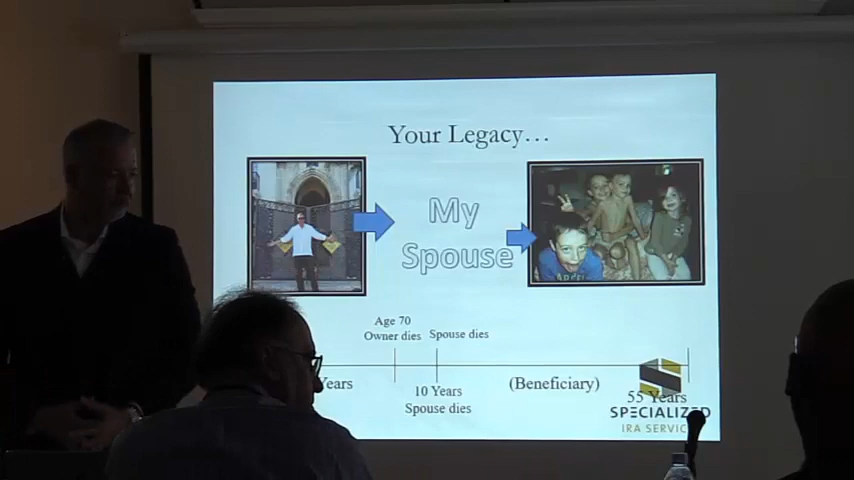 Your Legacy...
My
Spouse
Age 70
Owner dies
Spouse dies
Years
10 Years
Spouse dies
(Beneficiary)
55 Years
SPECIALIZED
IRA SERVIC